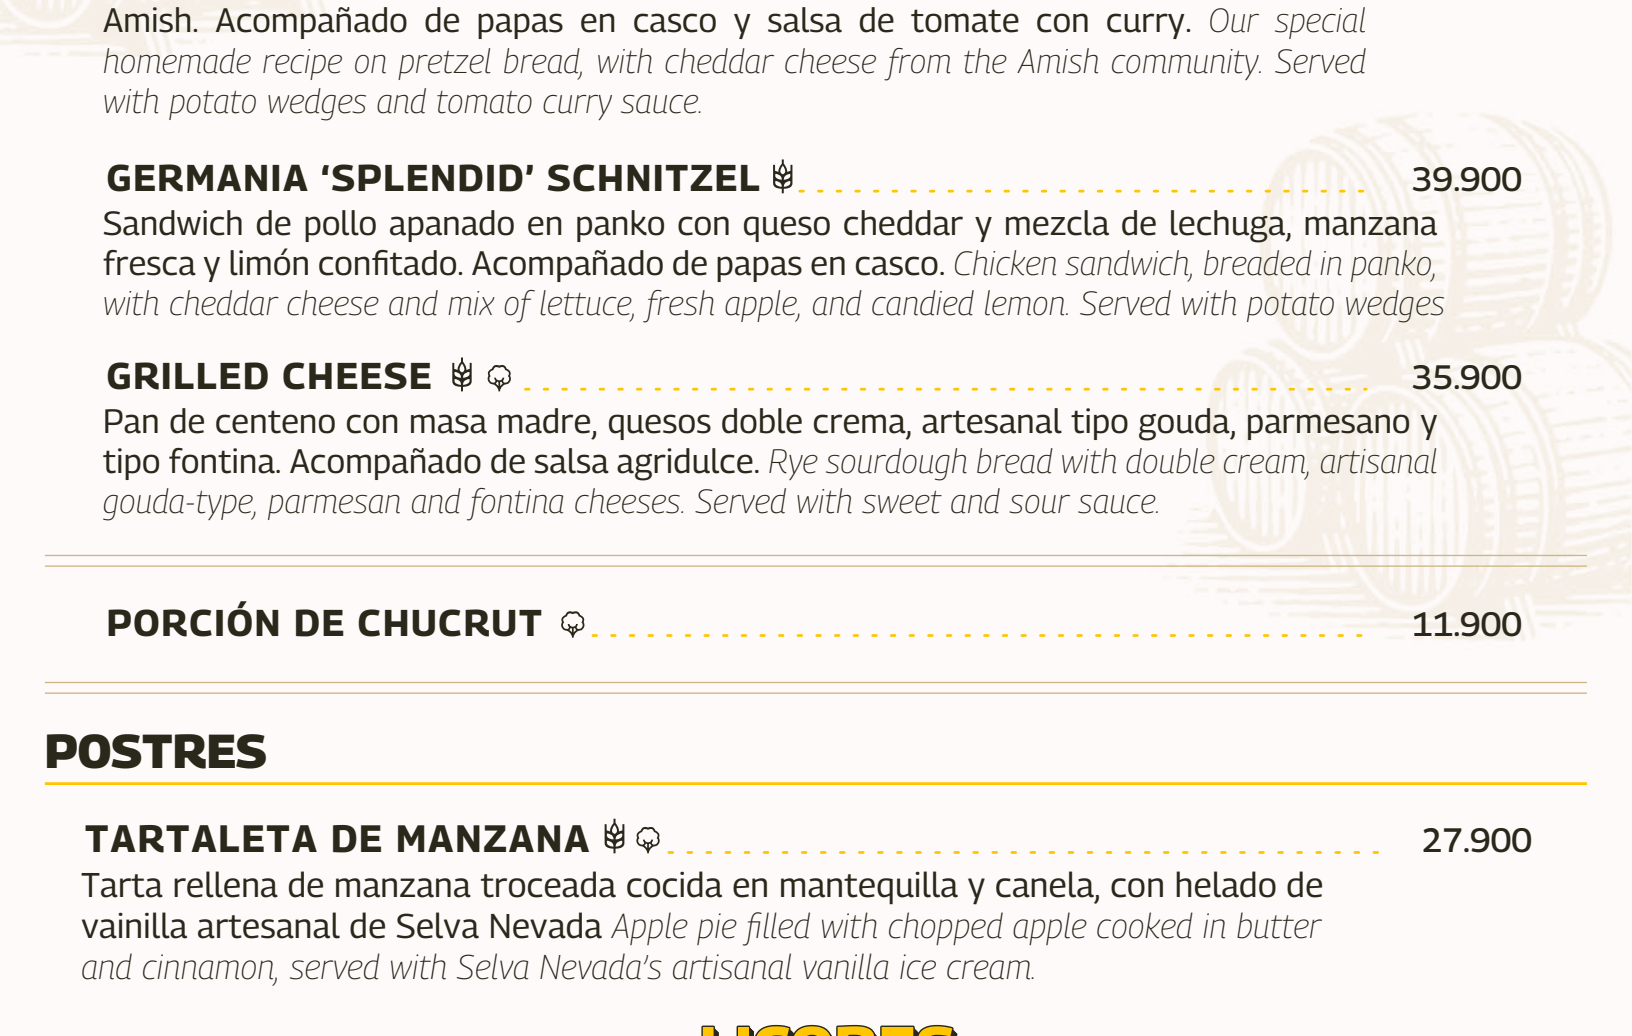 Amish. Acompañado de papas en casco y salsa de tomate con curry. Our special
homemade recipe on pretzel bread, with cheddar cheese from the Amish community. Served
with potato wedges and tomato curry sauce.
GERMANIA ‘SPLENDID’ SCHNITZEL 39.900
Sandwich de pollo apanado en panko con queso cheddar y mezcla de lechuga, manzana
fresca y limón confitado. Acompañado de papas en casco. Chicken sandwich, breaded in panko,
with cheddar cheese and mix of lettuce, fresh apple, and candied lemon. Served with potato wedges
GRILLED CHEESE 35.900
Pan de centeno con masa madre, quesos doble crema, artesanal tipo gouda, parmesano y
tipo fontina. Acompañado de salsa agridulce. Rye sourdough bread with double cream, artisanal
gouda-type, parmesan and fontina cheeses. Served with sweet and sour sauce.
PORCIÓN DE CHUCRUT 11.900
POSTRES
TARTALETA DE MANZANA 27.900
Tarta rellena de manzana troceada cocida en mantequilla y canela, con helado de
vainilla artesanal de Selva Nevada Apple pie filled with chopped apple cooked in butter
and cinnamon, served with Selva Nevada’s artisanal vanilla ice cream.